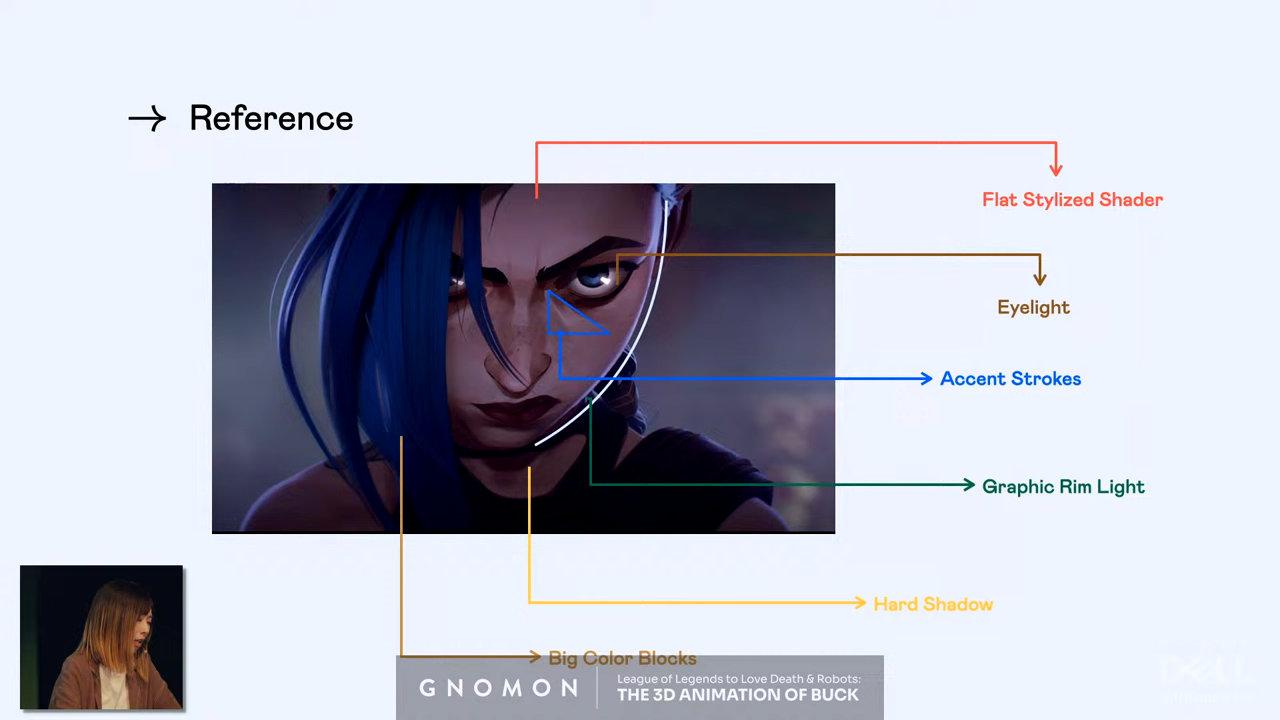 Reference
Flat Stylized Shader
Eyelight
Accent Strokes
Graphic Rim Light
Hard Shadow
Big Color Blocks
GNOMON
League of Legends to Love Death & Robots:
THE 3D ANIMATION OF BUCK
DELL